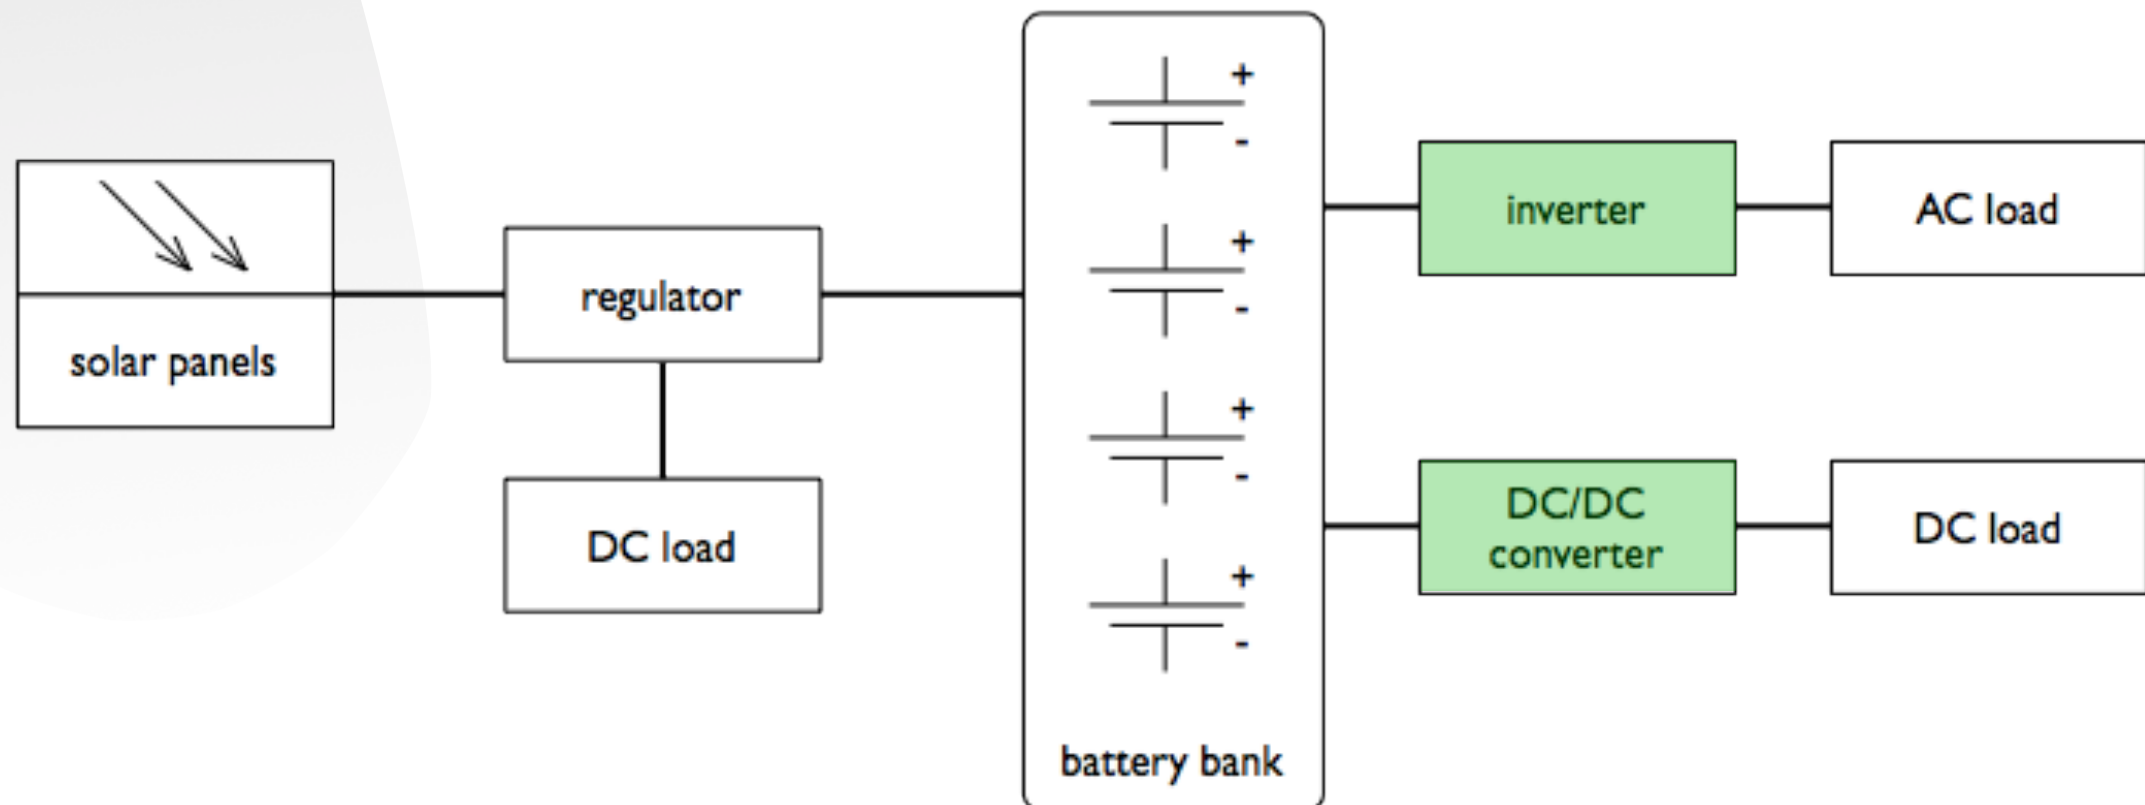 solar panels
regulator
DC load
+
-
+
-
+
-
+
-
battery bank
inverter
AC load
DC/DC
converter
DC load